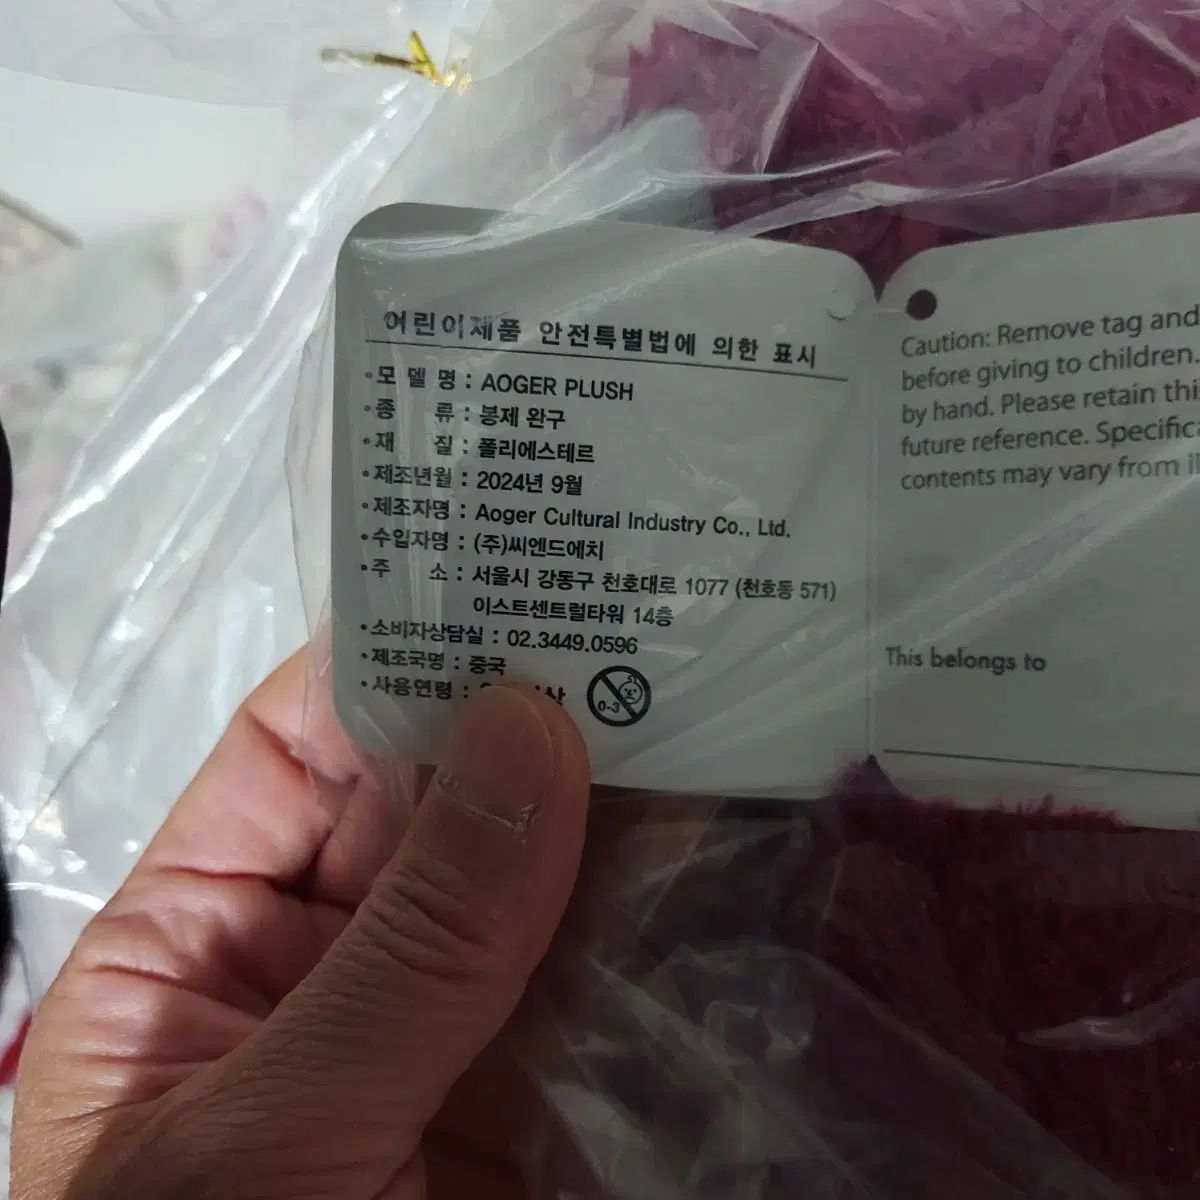 어린이제품 안전특별법에 의한 표시
•모 델 명 : AOGER PLUSH
•종 류 : 봉제 완구
•재 질 : 폴리에스테르
•제조년월 : 2024년 9월
•제조자명 : Aoger Cultural Industry Co., Ltd.
•수입자명 : (주)씨엔드에치
•주 소 : 서울시 강동구 천호대로 1077 (천호동 571)
이스트센트럴타워 14층
•소비자상담실 : 02.3449.0596
•제조국명 : 중국
•사용연령 :
0-3
Caution: Remove tag and
before giving to children.
by hand. Please retain
future reference.
contents may vary from
This belongs to